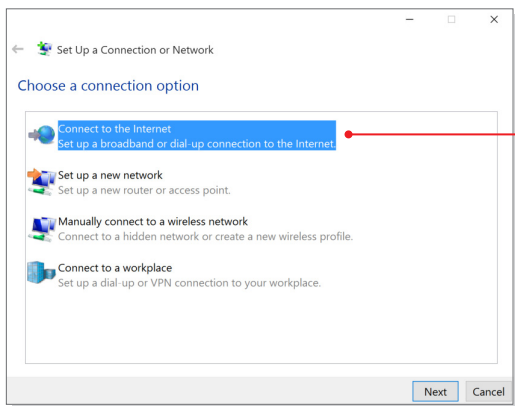 Set Up a Connection or Network
Choose a connection option
Connect to the Internet
Set up a broadband or dial-up connection to the Internet.
Set up a new network
Set up a new router or access point.
Manually connect to a wireless network
Connect to a hidden network or create a new wireless profile.
Connect to a workplace
Set up a dial-up or VPN connection to your workplace.
Next Cancel